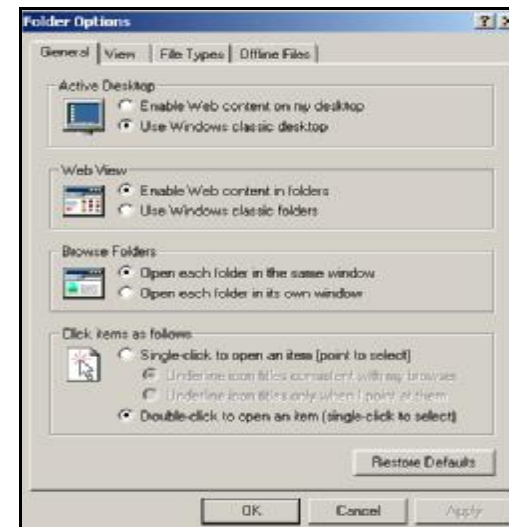 Folder Options
General View File Types Offline Files
Active Desktop
Enable Web content on my desktop
Use Windows classic desktop
Web View
Enable Web content in folders
Use Windows classic folders
Browse Folders
Open each folder in the same window
Open each folder in its own window
Click items as follows
Single-click to open an item (point to select)
Underline icon titles consistent with my browser
Underline icon titles only when I point at them
Double-click to open an item (single-click to select)
Restore Defaults
OK Cancel Apply